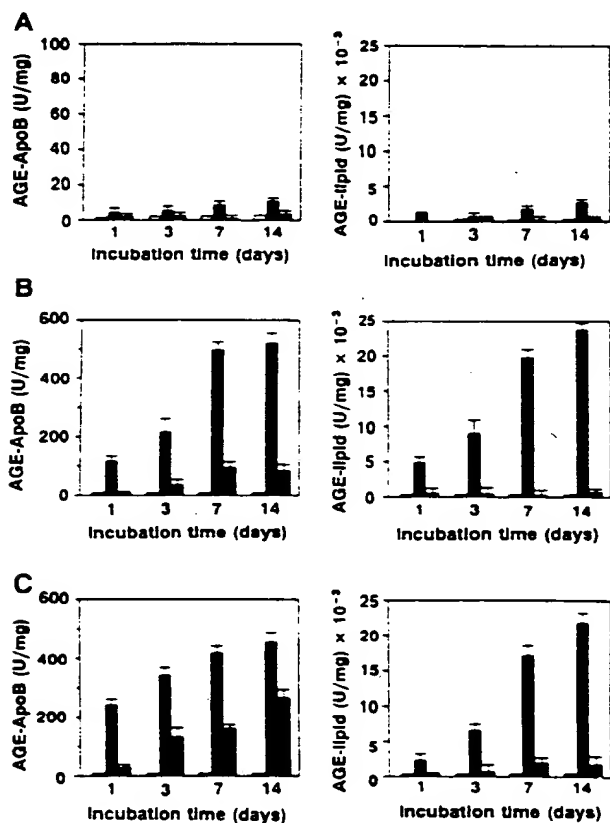 A
AGE-ApoB (U/mg)
100
80
60
40
20
0
1 3 7 14
Incubation time (days)
AGE-lipid (U/mg) × 10⁻³
25
20
15
10
5
0
1 3 7 14
Incubation time (days)
B
AGE-ApoB (U/mg)
600
400
200
0
1 3 7 14
Incubation time (days)
AGE-lipid (U/mg) × 10⁻³
25
20
15
10
5
0
1 3 7 14
Incubation time (days)
C
AGE-ApoB (U/mg)
600
400
200
0
1 3 7 14
Incubation time (days)
AGE-lipid (U/mg) × 10⁻³
25
20
15
10
5
0
1 3 7 14
Incubation time (days)